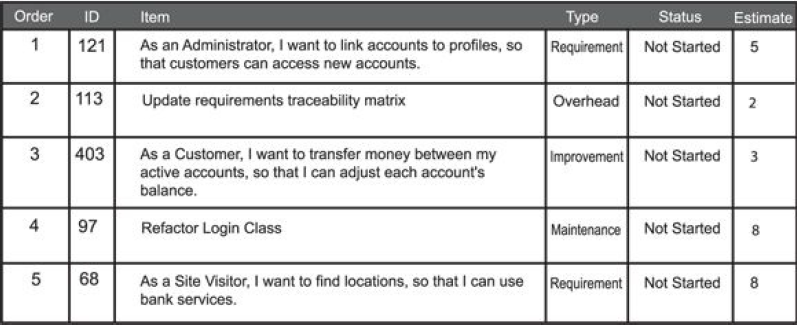 Order ID Item Type Status Estimate
1 121 As an Administrator, I want to link accounts to profiles, so Requirement Not Started 5
that customers can access new accounts.
2 113 Update requirements traceability matrix Overhead Not Started 2
3 403 As a Customer, I want to transfer money between my Improvement Not Started 3
active accounts, so that I can adjust each account's
balance.
4 97 Refactor Login Class Maintenance Not Started 8
5 68 As a Site Visitor, I want to find locations, so that I can use Requirement Not Started 8
bank services.